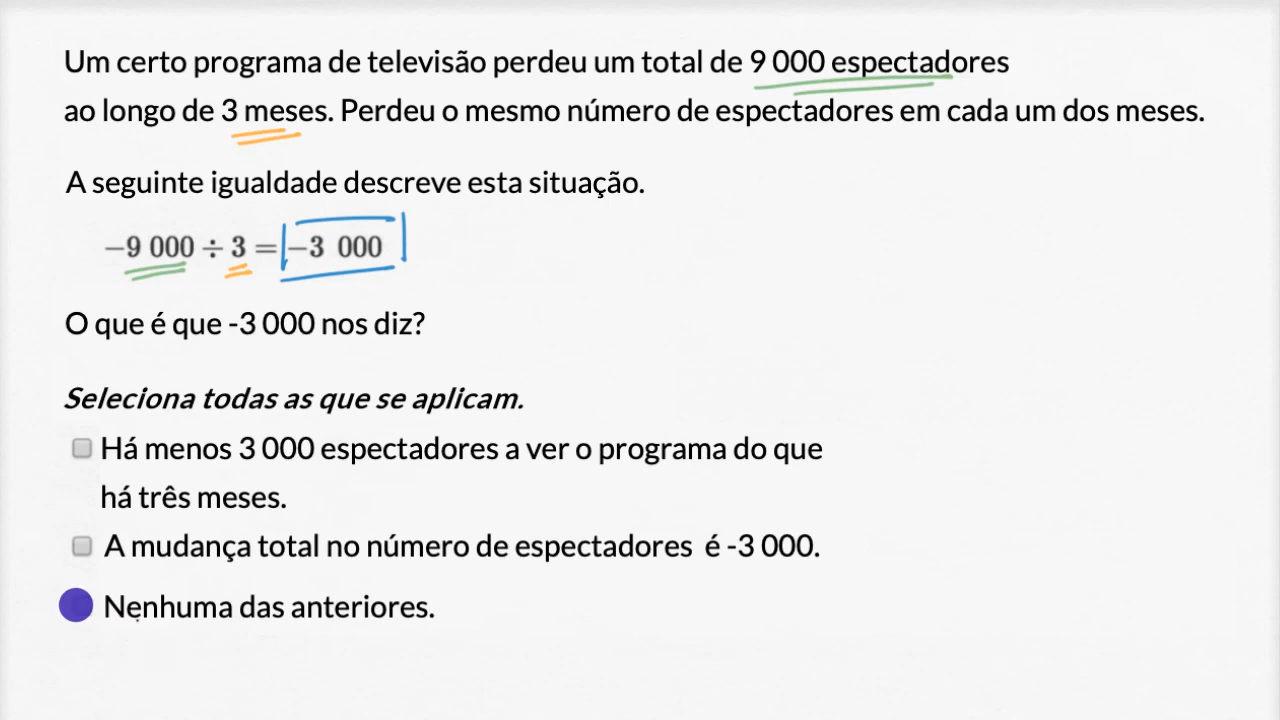 Um certo programa de televisão perdeu um total de 9 000 espectadores
ao longo de 3 meses. Perdeu o mesmo número de espectadores em cada um dos meses.
A seguinte igualdade descreve esta situação.
−9 000 ÷ 3 = −3 000
O que é que -3 000 nos diz?
Seleciona todas as que se aplicam.
Há menos 3 000 espectadores a ver o programa do que
há três meses.
A mudança total no número de espectadores é -3 000.
Nenhuma das anteriores.